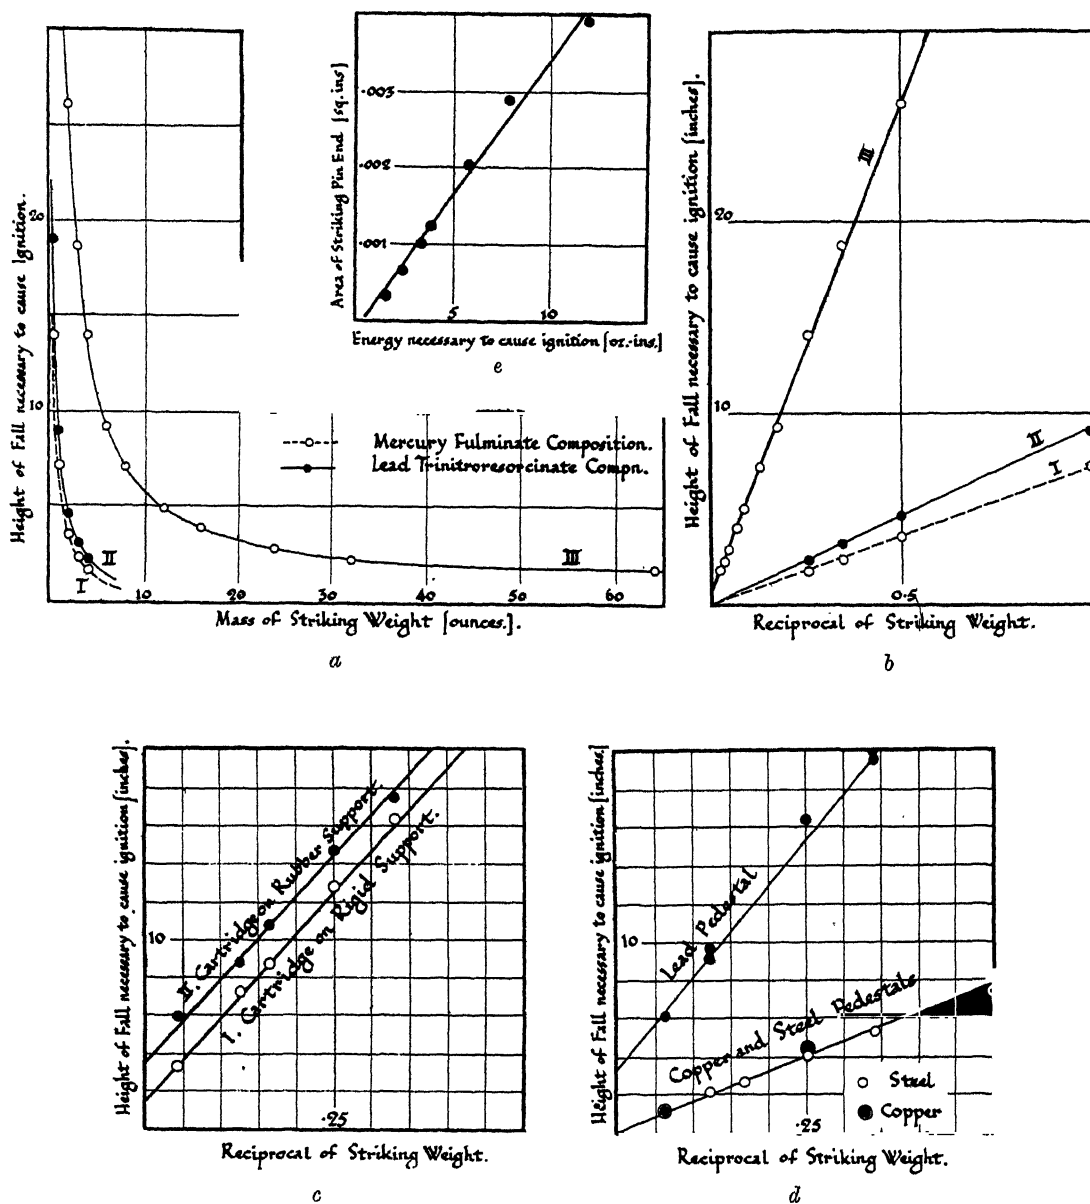 Height of Fall necessary to cause Ignition.
20
10
10
20
30
40
50
60
Mass of Striking Weight [ounces.].
a
I
II
III
Mercury Fulminate Composition.
Lead Trinitroresorcinate Compn.
Area of Striking Pin End [sq. ins]
.003
.002
.001
5
10
Energy necessary to cause ignition [oz.-ins.]
e
Height of Fall necessary to cause ignition [inches].
20
10
III
II
I
0.5
Reciprocal of Striking Weight.
b
Height of Fall necessary to cause ignition [inches].
10
II. Cartridge on Rubber Support.
I. Cartridge on Rigid Support.
.25
Reciprocal of Striking Weight.
c
Height of Fall necessary to cause ignition [inches.]
10
Lead Pedestal
Copper and Steel Pedestals
Steel
Copper
.25
Reciprocal of Striking Weight.
d